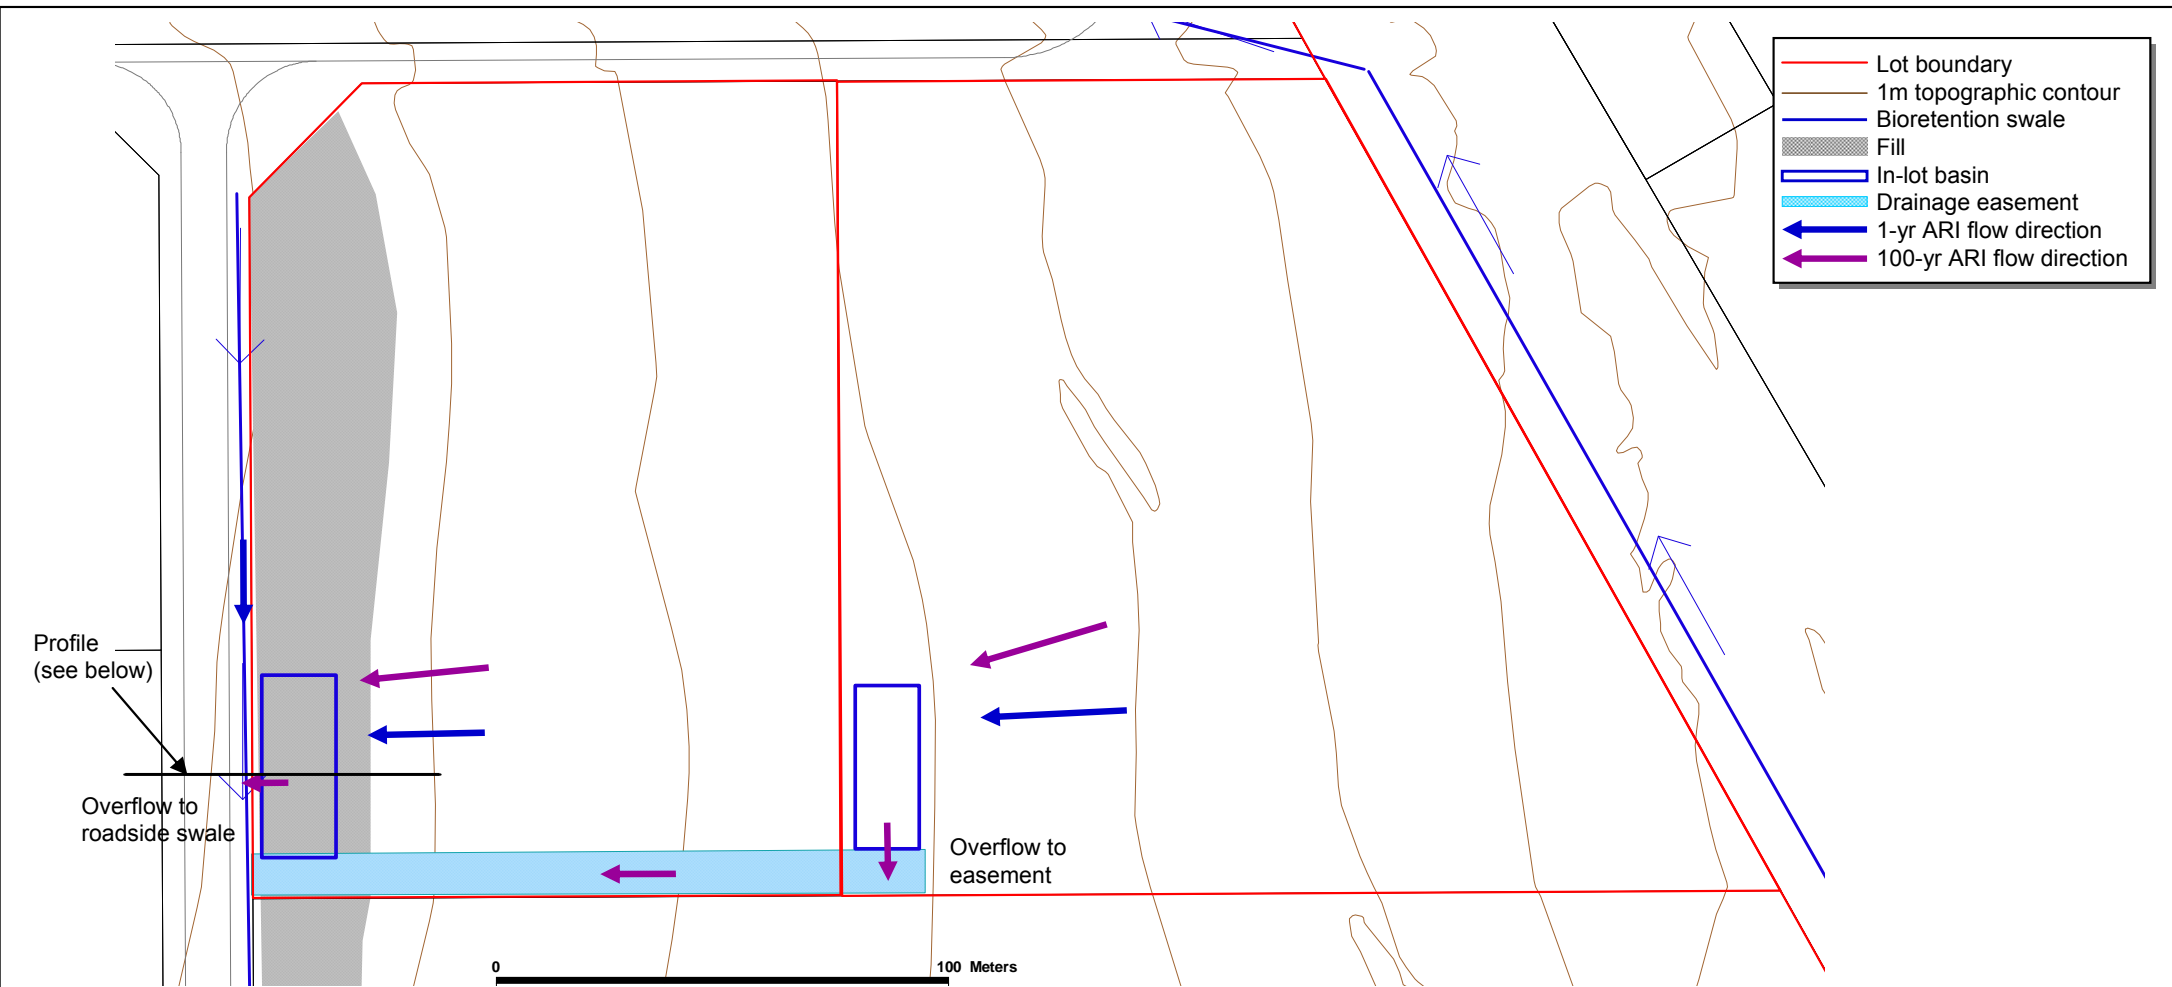 Lot boundary
1m topographic contour
Bioretention swale
Fill
In-lot basin
Drainage easement
1-yr ARI flow direction
100-yr ARI flow direction
Profile
(see below)
Overflow to
roadside swale
Overflow to
easement
0
100 Meters